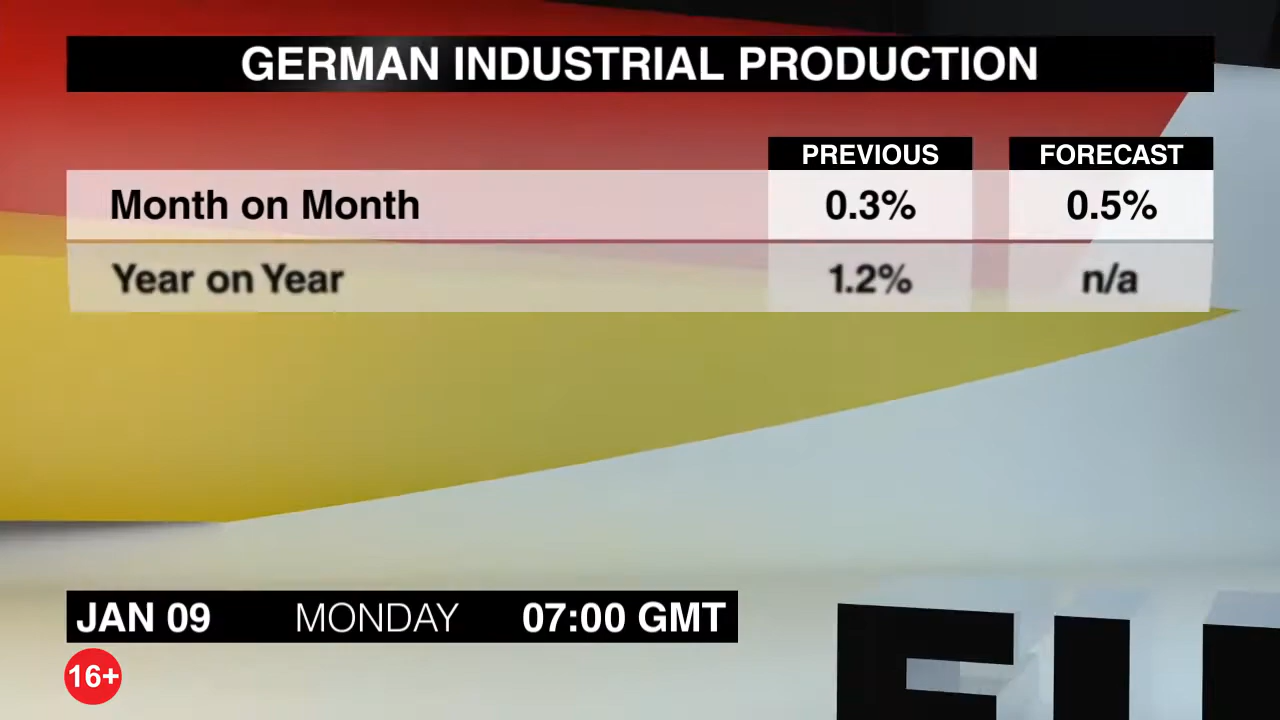 GERMAN INDUSTRIAL PRODUCTION
PREVIOUS FORECAST
Month on Month 0.3% 0.5%
Year on Year 1.2% n/a
JAN 09 MONDAY 07:00 GMT
16+